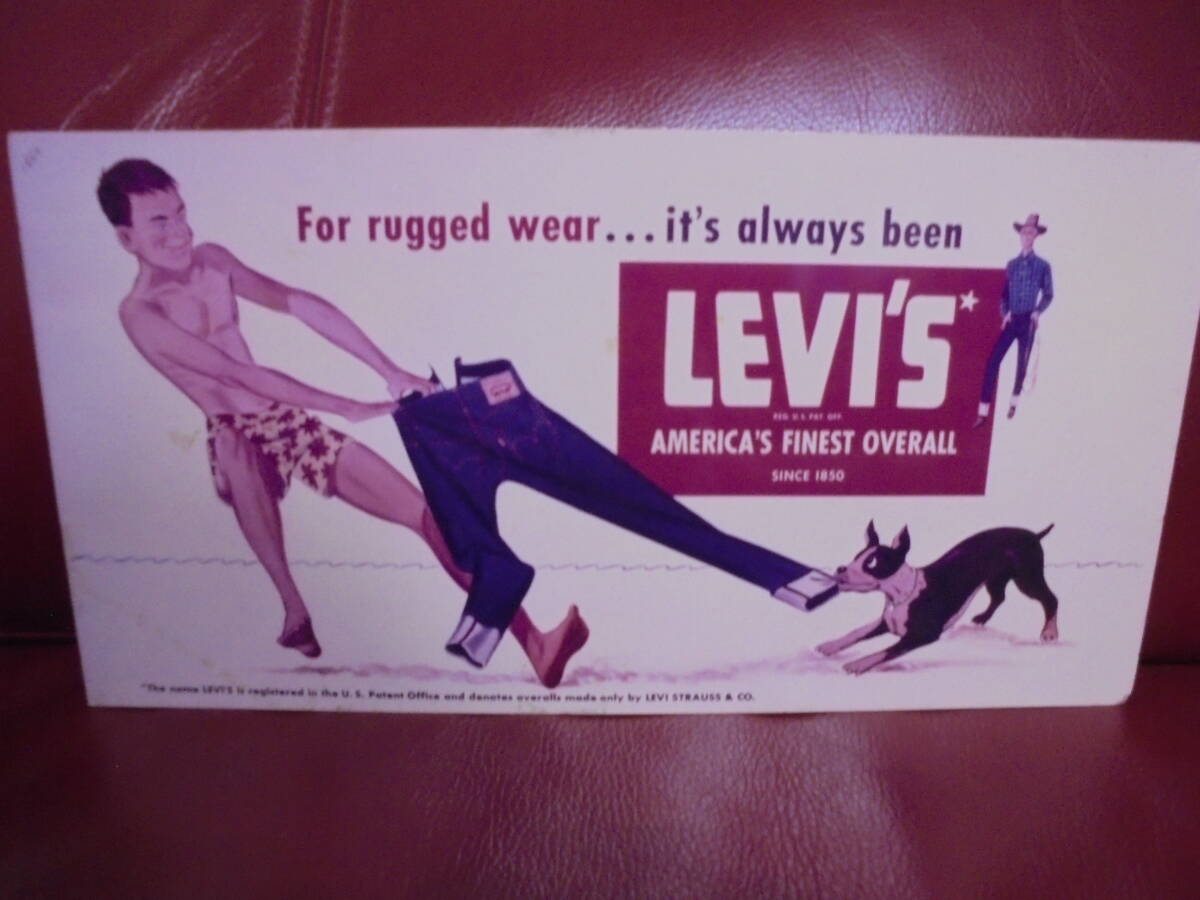 For rugged wear...it's always been
LEVI'S*
REG U.S. PAT OFF.
AMERICA'S FINEST OVERALL
SINCE 1850
*The name LEVI'S is registered in the U.S. Patent Office and denotes overalls made only by LEVI STRAUSS & CO.